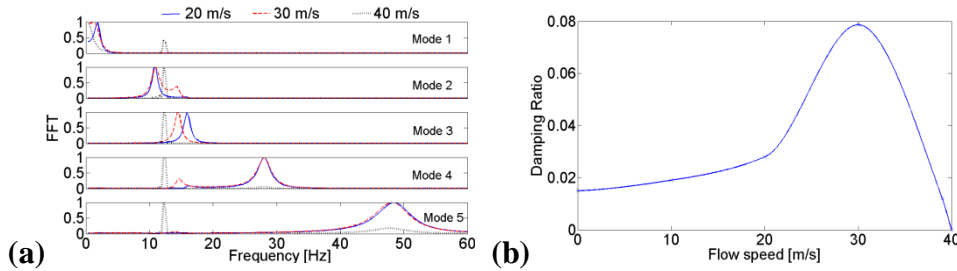 20 m/s 30 m/s 40 m/s
1
0.5
0
Mode 1
1
0.5
0
Mode 2
1
0.5
0
Mode 3
1
0.5
0
Mode 4
1
0.5
0
Mode 5
FFT
0 10 20 30 40 50 60
Frequency [Hz]
(a)
0.08
0.06
0.04
0.02
0
Damping Ratio
0 10 20 30 40
Flow speed [m/s]
(b)